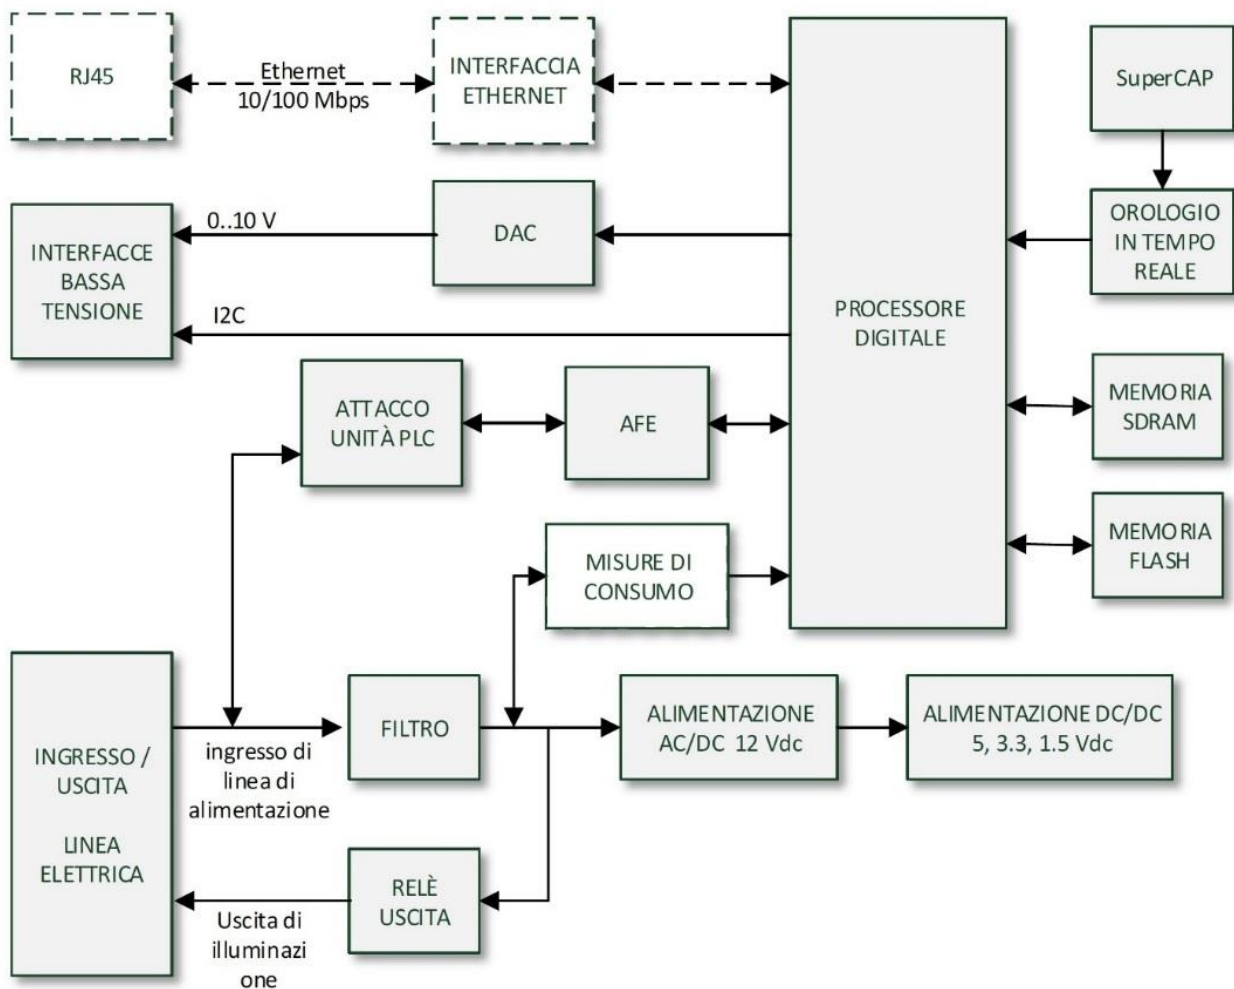 RJ45
Ethernet
10/100 Mbps
INTERFACCIA
ETHERNET
SuperCAP
OROLOGIO
IN TEMPO
REALE
INTERFACCE
BASSA
TENSIONE
0..10 V
DAC
I2C
PROCESSORE
DIGITALE
ATTACCO
UNITÀ PLC
AFE
MEMORIA
SDRAM
MISURE DI
CONSUMO
MEMORIA
FLASH
INGRESSO /
USCITA
LINEA
ELETTRICA
ingresso di
linea di
alimentazione
FILTRO
ALIMENTAZIONE
AC/DC 12 Vdc
ALIMENTAZIONE DC/DC
5, 3.3, 1.5 Vdc
RELÈ
USCITA
Uscita di
illuminazi
one